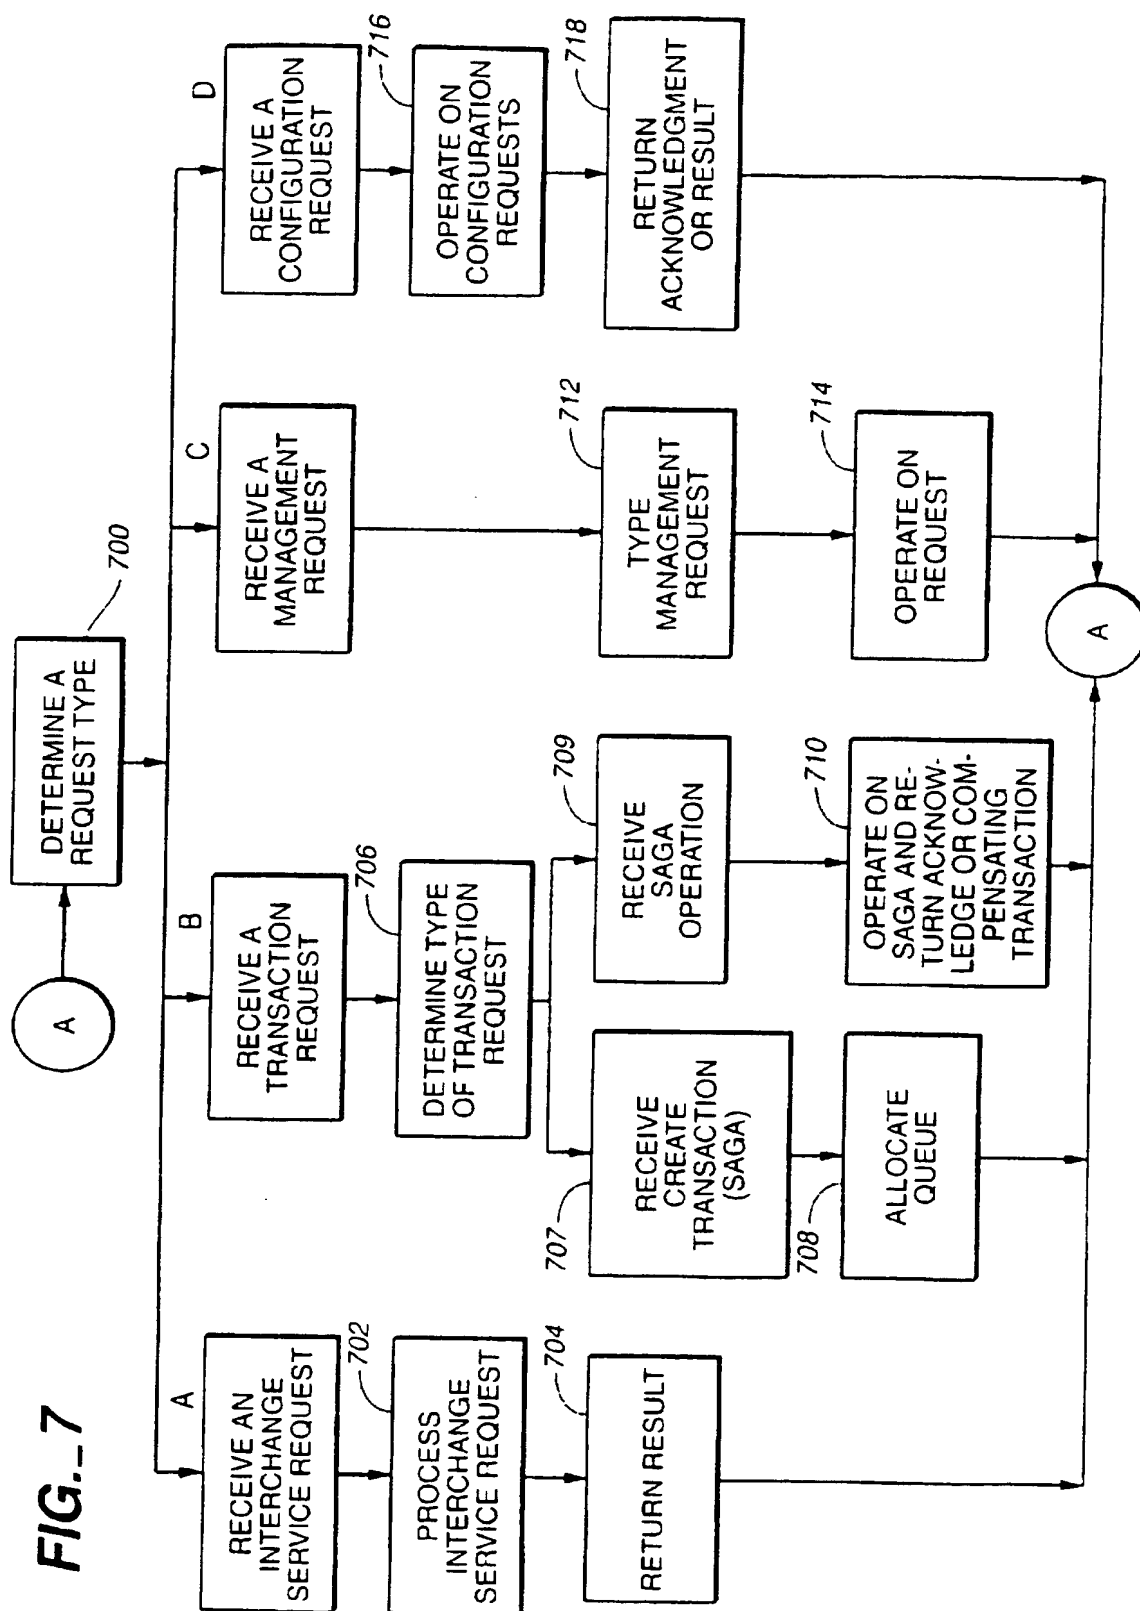 FIG._7
A
DETERMINE A
REQUEST TYPE
700
A
RECEIVE AN
INTERCHANGE
SERVICE REQUEST
702
PROCESS
INTERCHANGE
SERVICE REQUEST
704
RETURN RESULT
B
RECEIVE A
TRANSACTION
REQUEST
706
DETERMINE TYPE
OF TRANSACTION
REQUEST
707
RECEIVE
CREATE
TRANSACTION
(SAGA)
708
ALLOCATE
QUEUE
709
RECEIVE
SAGA
OPERATION
710
OPERATE ON
SAGA AND RE-
TURN ACKNOW-
LEDGE OR COM-
PENSATING
TRANSACTION
C
RECEIVE A
MANAGEMENT
REQUEST
712
TYPE
MANAGEMENT
REQUEST
714
OPERATE ON
REQUEST
D
RECEIVE A
CONFIGURATION
REQUEST
716
OPERATE ON
CONFIGURATION
REQUESTS
718
RETURN
ACKNOWLEDGMENT
OR RESULT
A